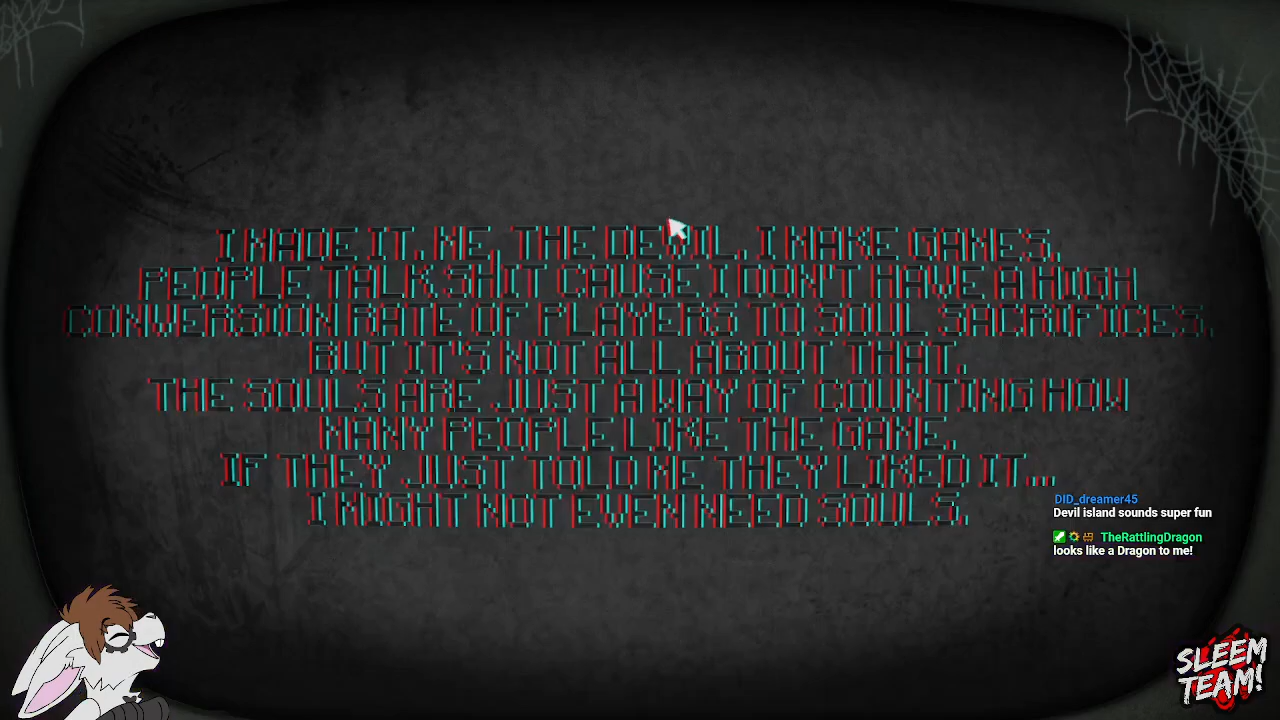 I MADE IT. ME, THE DEVIL. I MAKE GAMES.
PEOPLE TALK SHIT CAUSE I DON'T HAVE A HIGH
CONVERSION RATE OF PLAYERS TO SOUL SACRIFICES.
BUT IT'S NOT ALL ABOUT THAT.
THE SOULS ARE JUST A WAY OF COUNTING HOW
MANY PEOPLE LIKE THE GAME.
IF THEY JUST TOLD ME THEY LIKED IT...
I MIGHT NOT EVEN NEED SOULS.
DID_dreamer45
Devil island sounds super fun
TheRattlingDragon
looks like a Dragon to me!
SLEEM
TEAM!